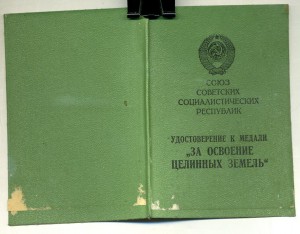 СОЮЗ
СОВЕТСКИХ
СОЦИАЛИСТИЧЕСКИХ
РЕСПУБЛИК
УДОСТОВЕРЕНИЕ К МЕДАЛИ
„ЗА ОСВОЕНИЕ
ЦЕЛИННЫХ ЗЕМЕЛЬ“